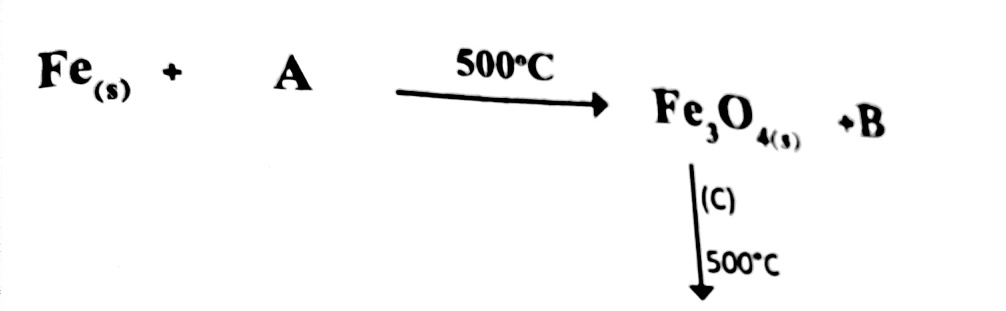 Fe(s) + A 500°C Fe₃O₄(s) +B
(C)
500°C